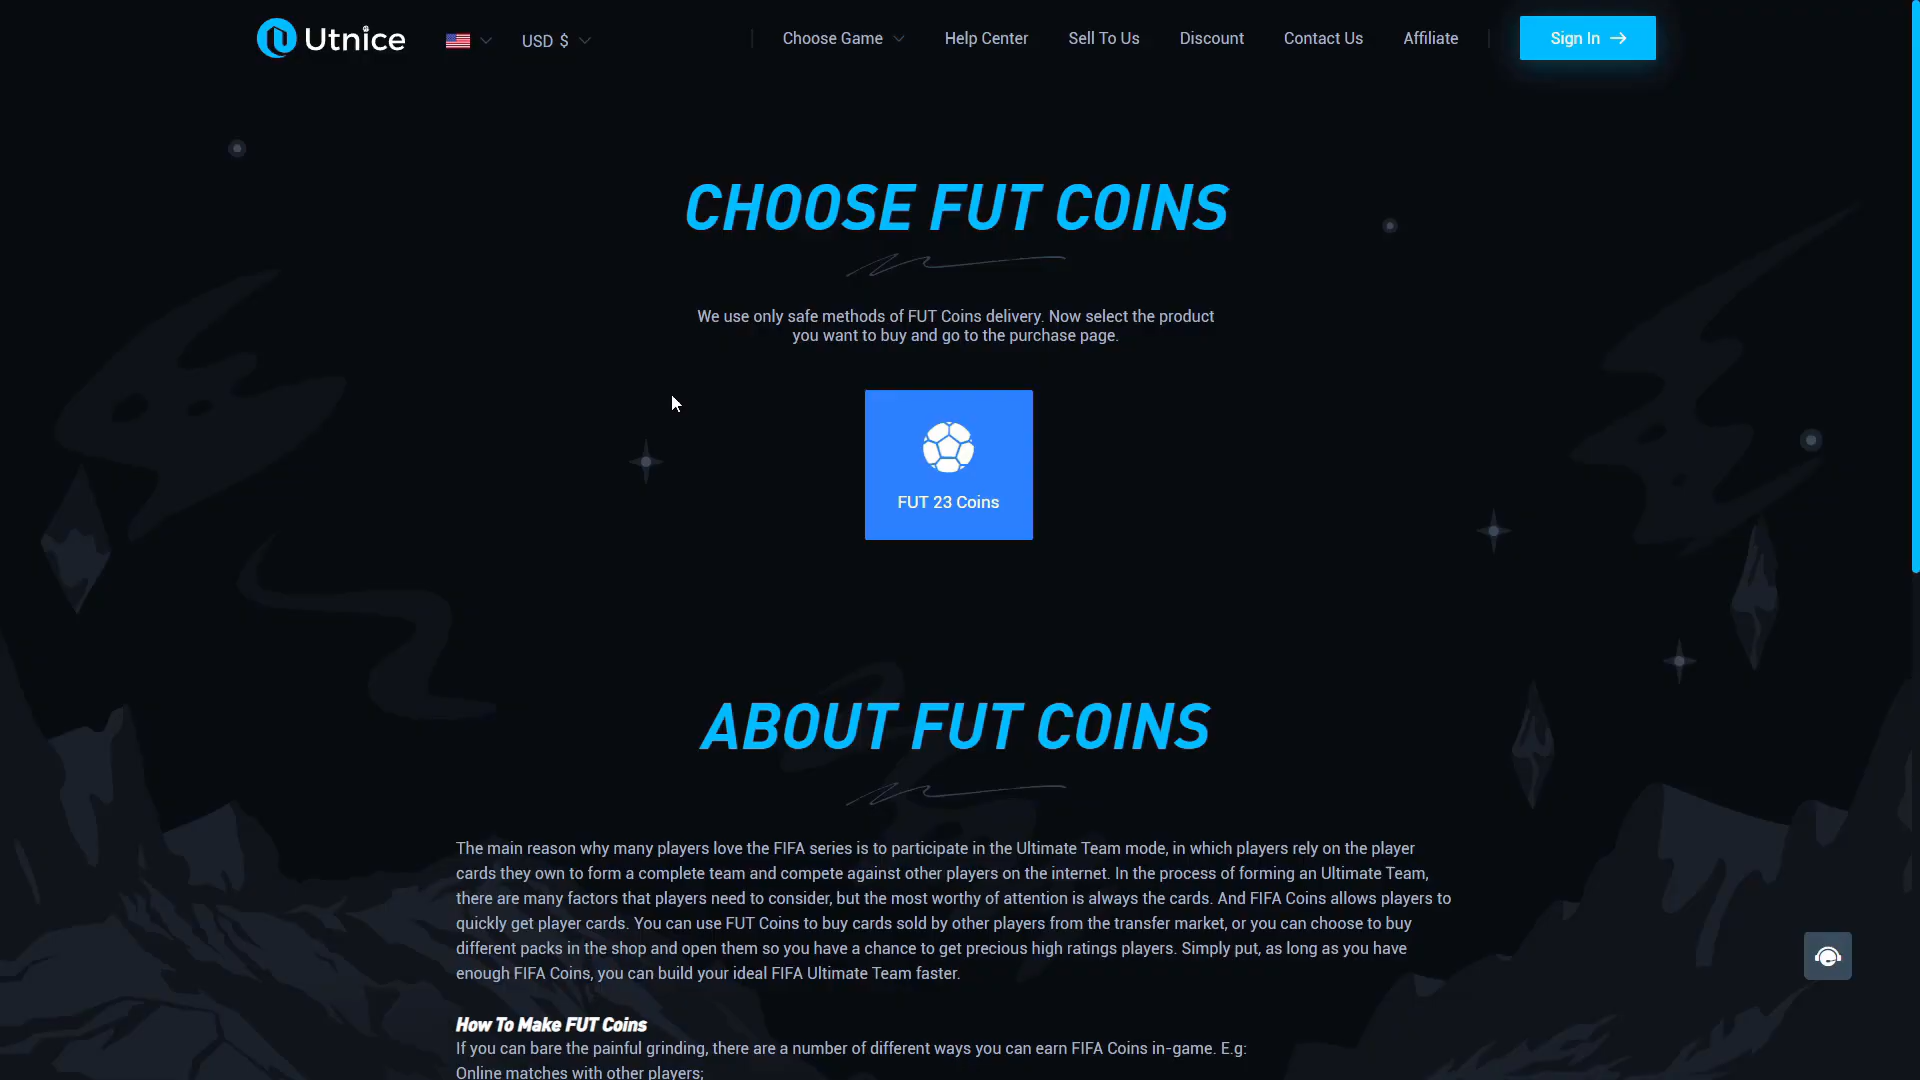 Utnice
USD $
Choose Game
Help Center
Sell To Us
Discount
Contact Us
Affiliate
Sign In
CHOOSE FUT COINS
We use only safe methods of FUT Coins delivery. Now select the product
you want to buy and go to the purchase page.
FUT 23 Coins
ABOUT FUT COINS
The main reason why many players love the FIFA series is to participate in the Ultimate Team mode, in which players rely on the player
cards they own to form a complete team and compete against other players on the internet. In the process of forming an Ultimate Team,
there are many factors that players need to consider, but the most worthy of attention is always the cards. And FIFA Coins allows players to
quickly get player cards. You can use FUT Coins to buy cards sold by other players from the transfer market, or you can choose to buy
different packs in the shop and open them so you have a chance to get precious high ratings players. Simply put, as long as you have
enough FIFA Coins, you can build your ideal FIFA Ultimate Team faster.
How To Make FUT Coins
If you can bare the painful grinding, there are a number of different ways you can earn FIFA Coins in-game. E.g:
Online matches with other players;